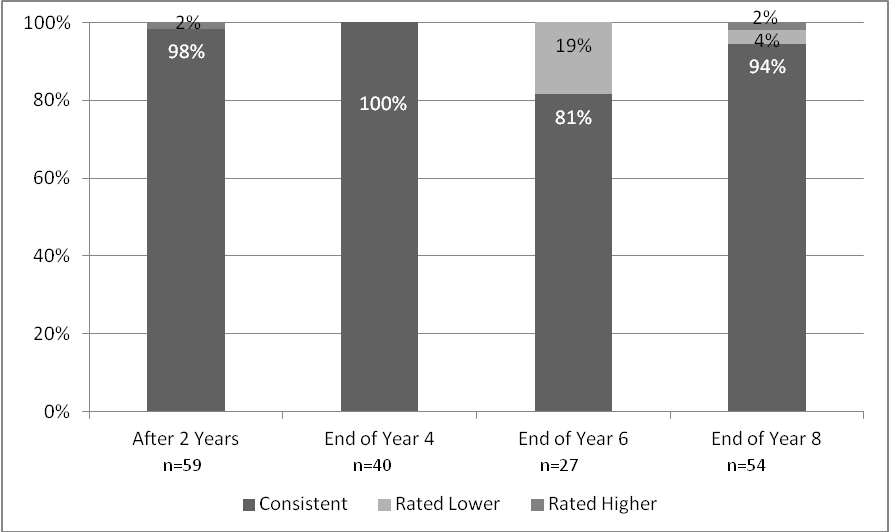 100%
80%
60%
40%
20%
0%
2%
98%
100%
19%
81%
2%
4%
94%
After 2 Years
n=59
End of Year 4
n=40
End of Year 6
n=27
End of Year 8
n=54
Consistent
Rated Lower
Rated Higher